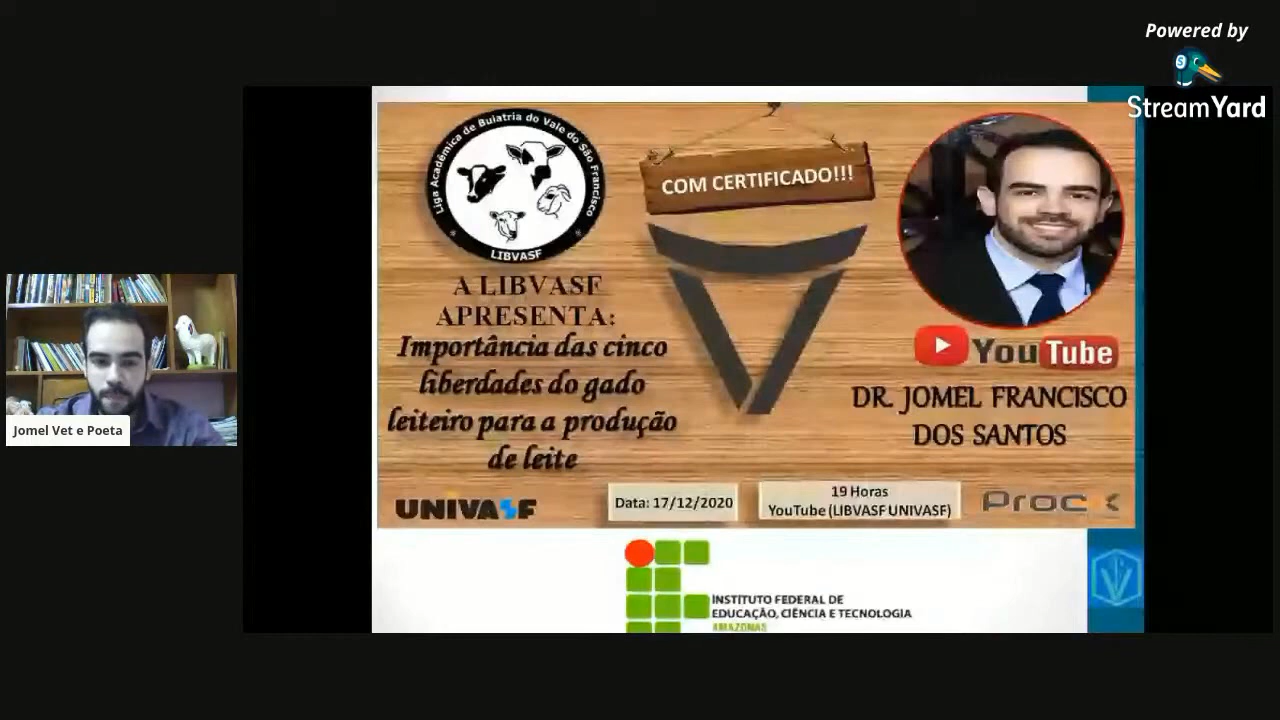 Powered by
StreamYard
Liga Acadêmica de Buiatria do Vale do São Francisco
LIBVASF
COM CERTIFICADO!!!
A LIBVASF
APRESENTA:
Importância das cinco
liberdades do gado
leiteiro para a produção
de leite
YouTube
DR. JOMEL FRANCISCO
DOS SANTOS
Jomel Vet e Poeta
UNIVASF
Data: 17/12/2020
19 Horas
YouTube (LIBVASF UNIVASF)
INSTITUTO FEDERAL DE
EDUCAÇÃO, CIÊNCIA E TECNOLOGIA
AMAZONAS